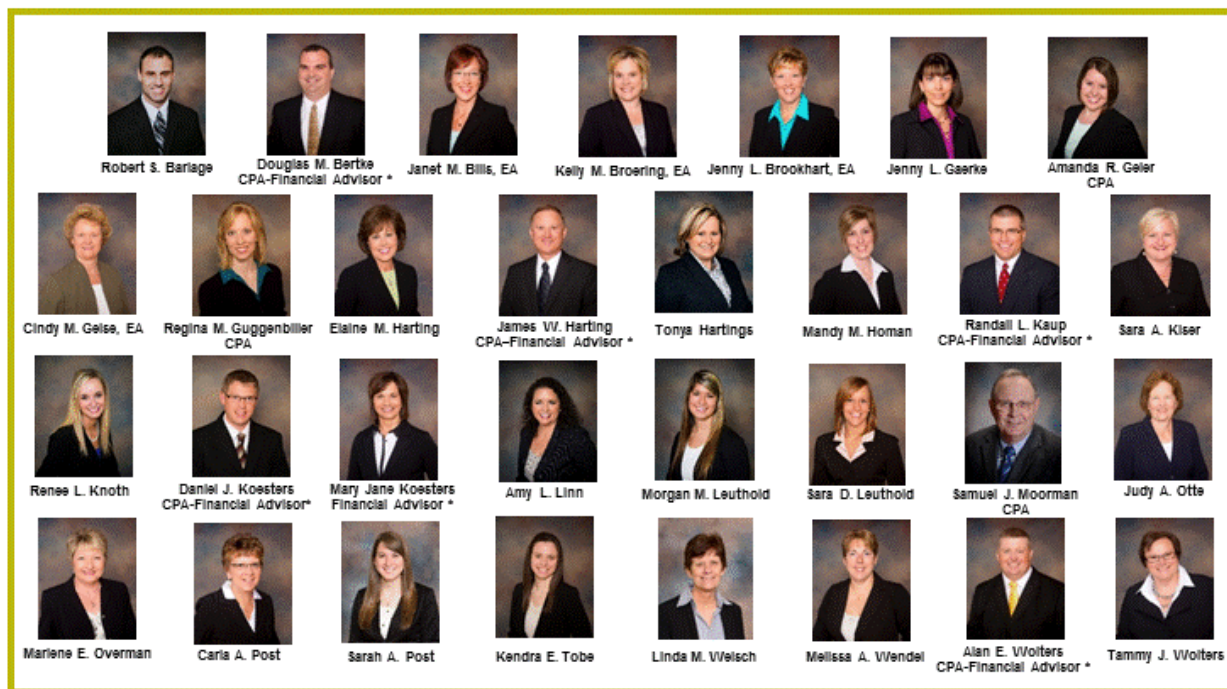 Robert S. Barlage
Douglas M. Bertke
CPA-Financial Advisor *
Janet M. Bills, EA
Kelly M. Broering, EA
Jenny L. Brookhart, EA
Jenny L. Gaerke
Amanda R. Geier
CPA
Cindy M. Geise, EA
Regina M. Guggenbiller
CPA
Elaine M. Harting
James W. Harting
CPA–Financial Advisor *
Tonya Hartings
Mandy M. Homan
Randall L. Kaup
CPA-Financial Advisor *
Sara A. Kiser
Renee L. Knoth
Daniel J. Koesters
CPA-Financial Advisor*
Mary Jane Koesters
Financial Advisor *
Amy L. Linn
Morgan M. Leuthold
Sara D. Leuthold
Samuel J. Moorman
CPA
Judy A. Otte
Marlene E. Overman
Carla A. Post
Sarah A. Post
Kendra E. Tobe
Linda M. Welsch
Melissa A. Wendel
Alan E. Wolters
CPA-Financial Advisor *
Tammy J. Wolters